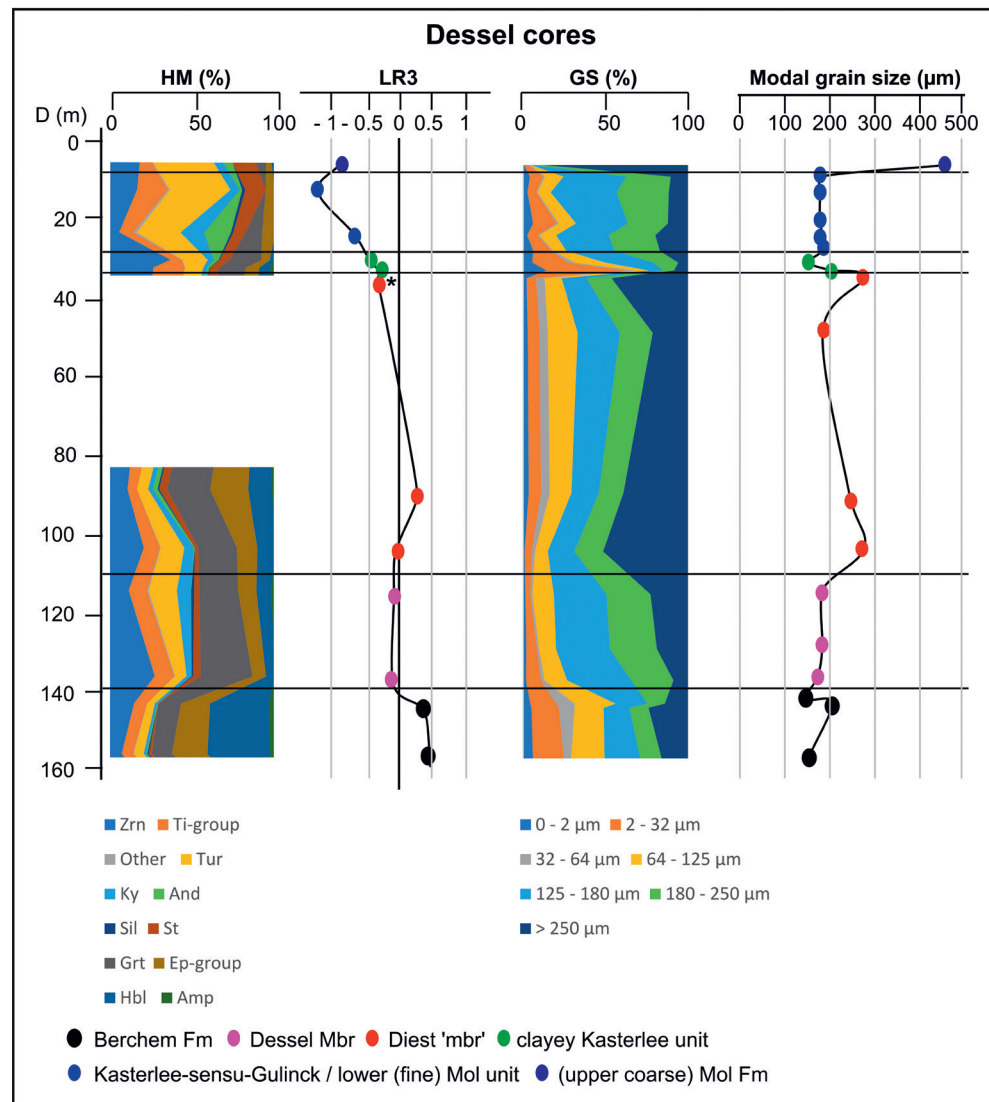 Dessel cores
HM (%) LR3 GS (%) Modal grain size (µm)
D (m) 0 50 100 - 1 - 0.5 0 0.5 1 0 50 100 0 100 200 300 400 500
0
20
40
*
60
80
100
120
140
160
Zrn Ti-group 0 - 2 µm 2 - 32 µm
Other Tur 32 - 64 µm 64 - 125 µm
Ky And 125 - 180 µm 180 - 250 µm
Sil St > 250 µm
Grt Ep-group
Hbl Amp
Berchem Fm Dessel Mbr Diest 'mbr' clayey Kasterlee unit
Kasterlee-sensu-Gulinck / lower (fine) Mol unit (upper coarse) Mol Fm